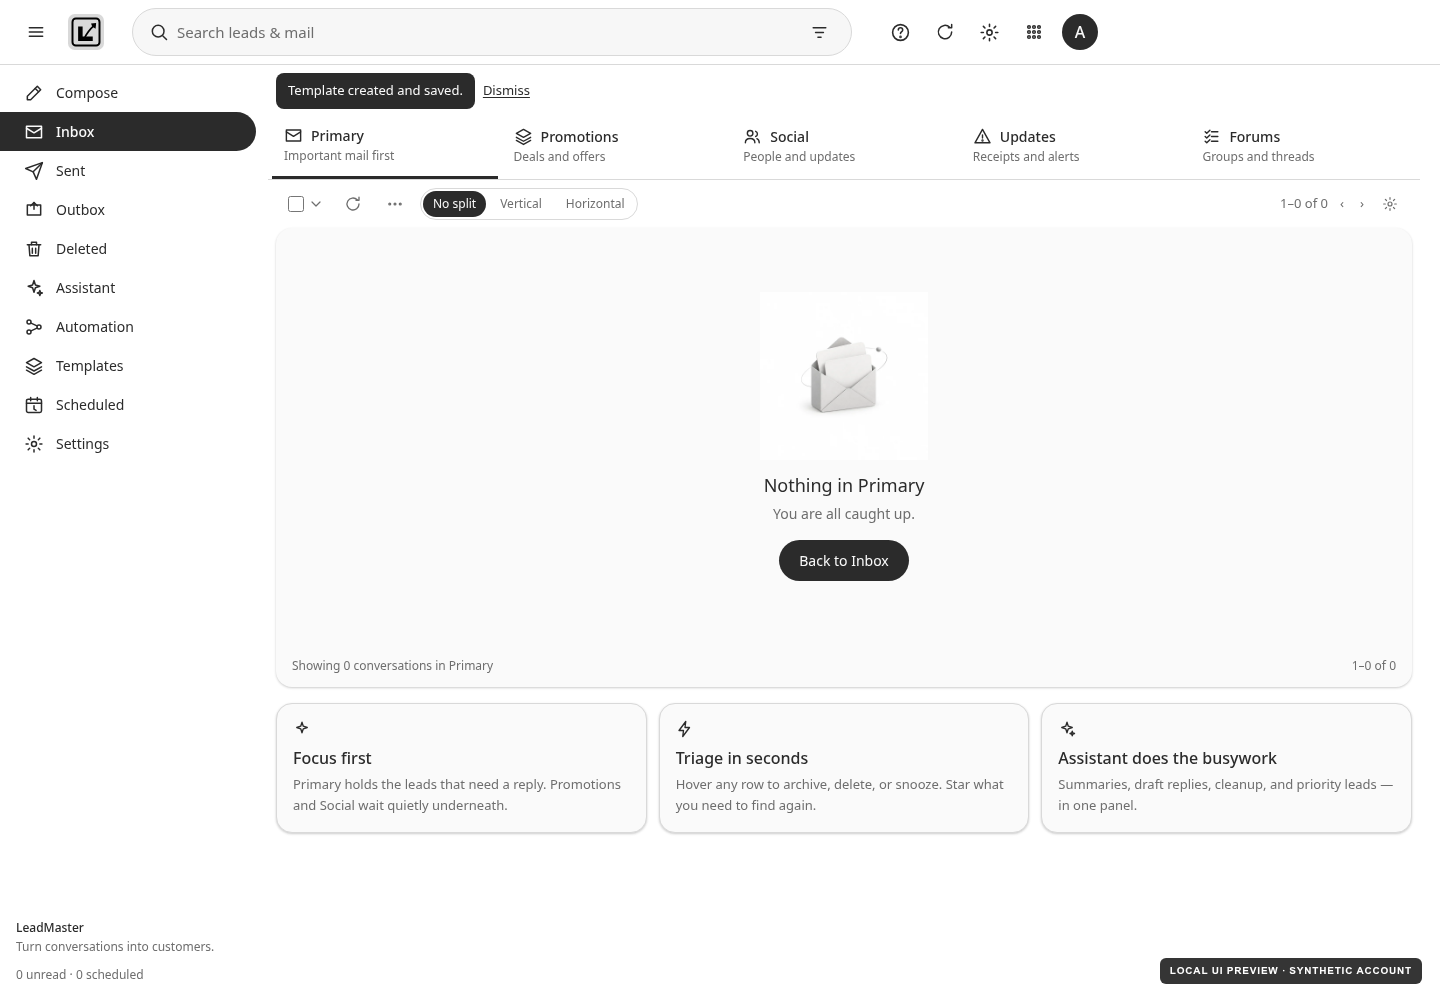 Search leads & mail
A
Compose
Inbox
Sent
Outbox
Deleted
Assistant
Automation
Templates
Scheduled
Settings
Template created and saved. Dismiss
Primary
Important mail first
Promotions
Deals and offers
Social
People and updates
Updates
Receipts and alerts
Forums
Groups and threads
No split Vertical Horizontal
1–0 of 0 ‹ ›
Nothing in Primary
You are all caught up.
Back to Inbox
Showing 0 conversations in Primary
1–0 of 0
Focus first
Primary holds the leads that need a reply. Promotions
and Social wait quietly underneath.
Triage in seconds
Hover any row to archive, delete, or snooze. Star what
you need to find again.
Assistant does the busywork
Summaries, draft replies, cleanup, and priority leads —
in one panel.
LeadMaster
Turn conversations into customers.
0 unread · 0 scheduled
LOCAL UI PREVIEW · SYNTHETIC ACCOUNT